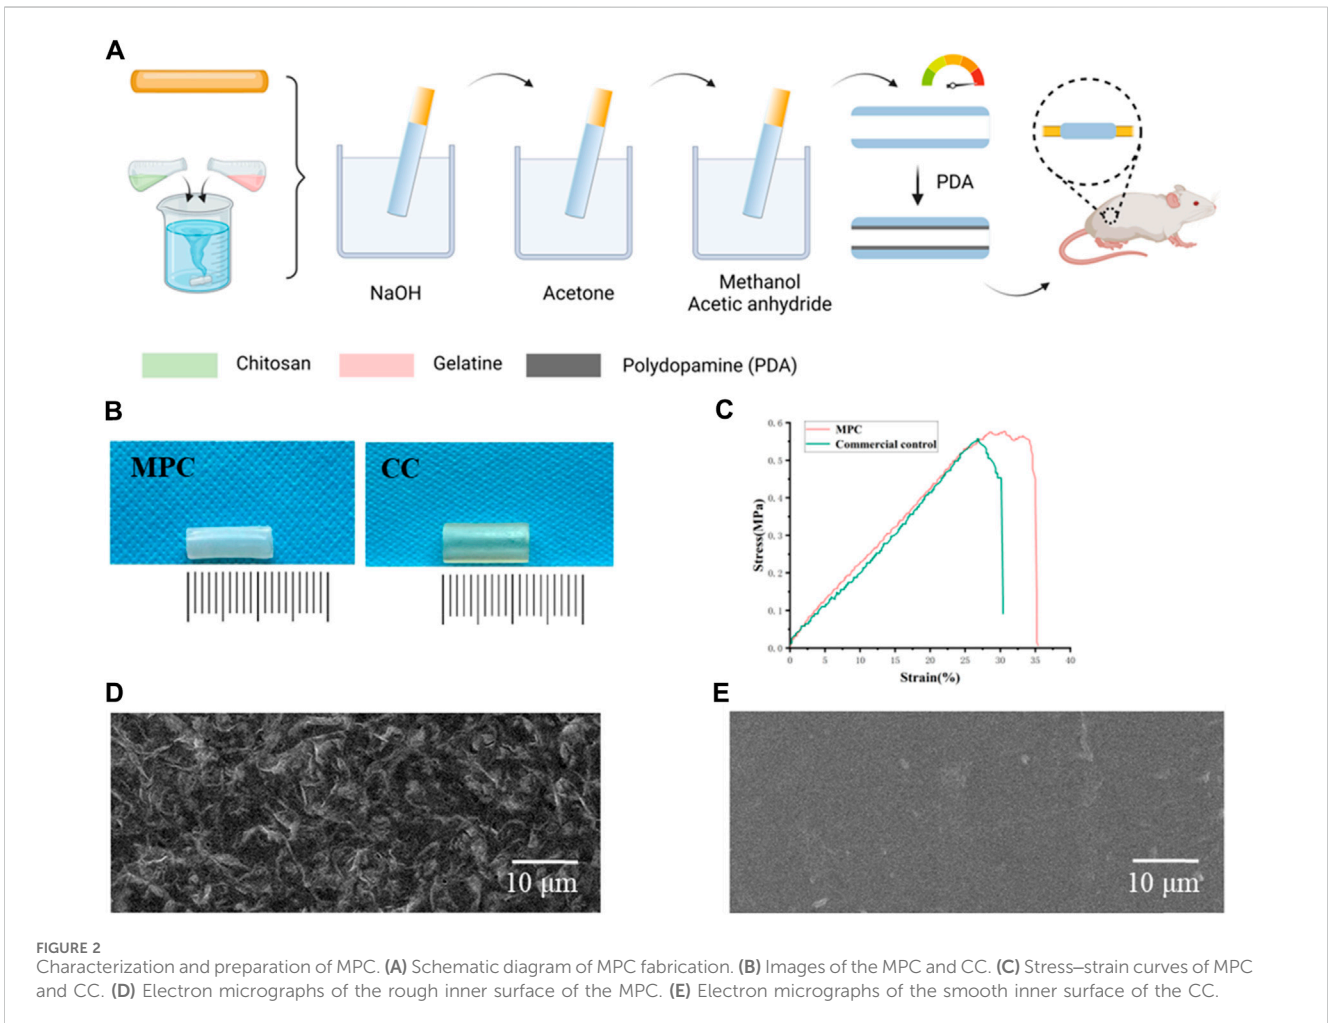 A
PDA
NaOH
Acetone
Methanol
Acetic anhydride
Chitosan
Gelatine
Polydopamine (PDA)
B
MPC
CC
C
MPC
Commercial control
Stress(MPa)
0.6
0.5
0.4
0.3
0.2
0.1
0.0
0 5 10 15 20 25 30 35 40
Strain(%)
D
10 μm
E
10 μm
FIGURE 2
Characterization and preparation of MPC. (A) Schematic diagram of MPC fabrication. (B) Images of the MPC and CC. (C) Stress–strain curves of MPC
and CC. (D) Electron micrographs of the rough inner surface of the MPC. (E) Electron micrographs of the smooth inner surface of the CC.